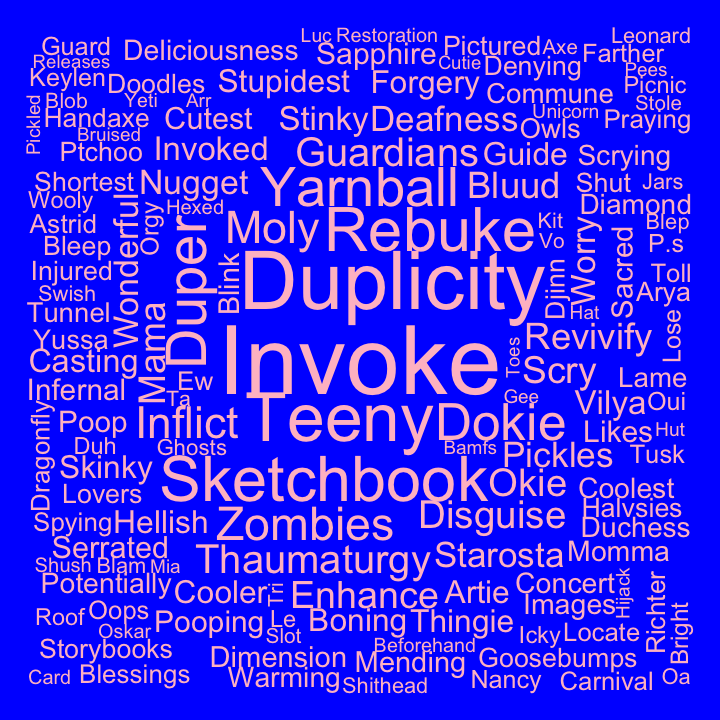 Luc Restoration Leonard
Guard Deliciousness Sapphire Pictured Axe Farther
Releases Cutie Denying Pees
Keylen Doodles Stupidest Forgery Commune Picnic
Pickled Blob Yeti Arr Unicorn Stole
Handaxe Cutest Stinky Deafness Owls Praying
Bruised
Ptchoo Invoked Guardians Guide Scrying
Shortest Nugget Yarnball Bluud Shut Jars
Wooly Hexed Diamond
Astrid Wonderful Orgy Moly Rebuke Kit Blep
Bleep Duper Vo Worry Sacred P.s
Injured Blink Duplicity Djinn Toll
Swish Arya
Tunnel Mama Hat Lose
Yussa Invoke Toes Revivify
Casting Scry
Infernal Ew Lame
Ta Gee Vilya Oui
Dragonfly Poop Inflict Teeny Dokie Likes Hut
Duh Ghosts Bamfs
Skinky Pickles Tusk
Lovers Sketchbook Okie Coolest
Spying Hellish Zombies Disguise Halvsies
Duchess
Serrated Thaumaturgy Starosta Momma
Shush Blam Mia
Potentially Cooler Tri Enhance Artie Concert Hijack
Roof Oops Images Richter
Oskar Pooping Le Boning Thingie Icky Locate Bright
Slot
Storybooks Beforehand
Dimension Mending Goosebumps
Card Blessings Warming Shithead Nancy Carnival Oa